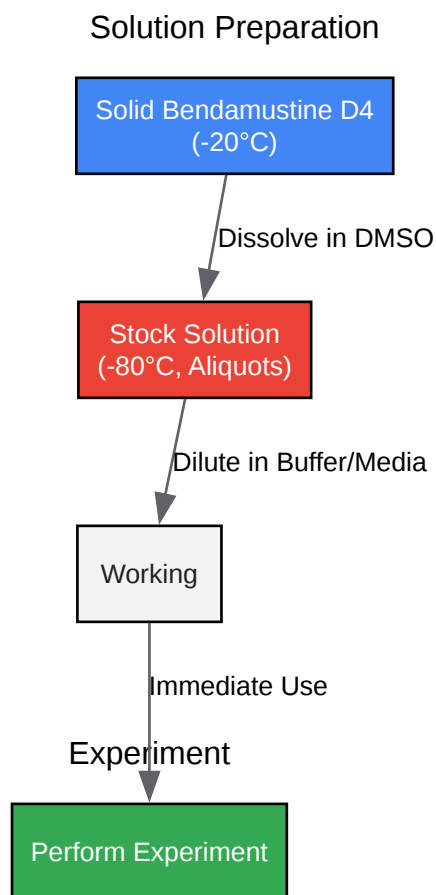 Solution Preparation
Solid Bendamustine D4
(-20°C)
Dissolve in DMSO
Stock Solution
(-80°C, Aliquots)
Dilute in Buffer/Media
Working
Immediate Use
Experiment
Perform Experiment